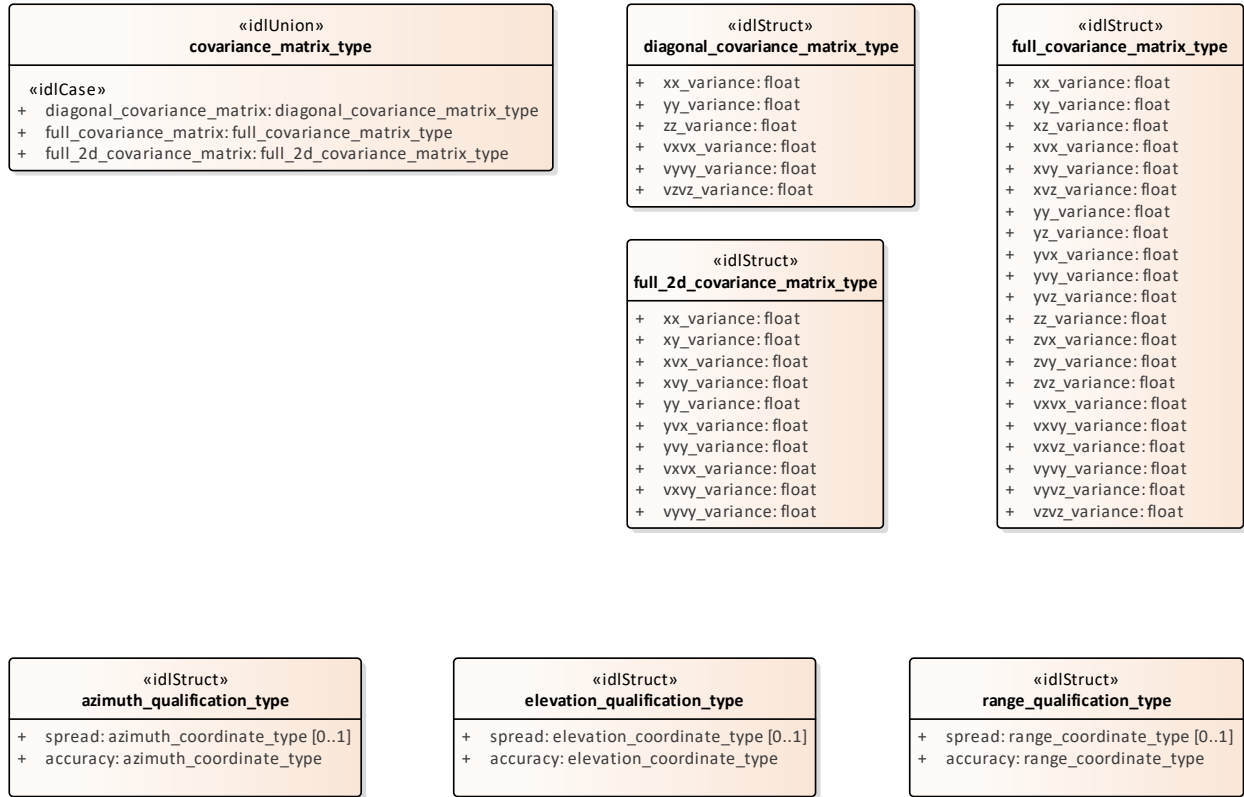 «idlUnion»
covariance_matrix_type
«idlCase»
+ diagonal_covariance_matrix: diagonal_covariance_matrix_type
+ full_covariance_matrix: full_covariance_matrix_type
+ full_2d_covariance_matrix: full_2d_covariance_matrix_type
«idlStruct»
diagonal_covariance_matrix_type
+ xx_variance: float
+ yy_variance: float
+ zz_variance: float
+ vxvx_variance: float
+ vyvy_variance: float
+ vzvz_variance: float
«idlStruct»
full_2d_covariance_matrix_type
+ xx_variance: float
+ xy_variance: float
+ xvx_variance: float
+ xvy_variance: float
+ yy_variance: float
+ yvx_variance: float
+ yvy_variance: float
+ vxvx_variance: float
+ vxvy_variance: float
+ vyvy_variance: float
«idlStruct»
full_covariance_matrix_type
+ xx_variance: float
+ xy_variance: float
+ xz_variance: float
+ xvx_variance: float
+ xvy_variance: float
+ xvz_variance: float
+ yy_variance: float
+ yz_variance: float
+ yvx_variance: float
+ yvy_variance: float
+ yvz_variance: float
+ zz_variance: float
+ zvx_variance: float
+ zvy_variance: float
+ zvz_variance: float
+ vxvx_variance: float
+ vxvy_variance: float
+ vxvz_variance: float
+ vyvy_variance: float
+ vyvz_variance: float
+ vzvz_variance: float
«idlStruct»
azimuth_qualification_type
+ spread: azimuth_coordinate_type [0..1]
+ accuracy: azimuth_coordinate_type
«idlStruct»
elevation_qualification_type
+ spread: elevation_coordinate_type [0..1]
+ accuracy: elevation_coordinate_type
«idlStruct»
range_qualification_type
+ spread: range_coordinate_type [0..1]
+ accuracy: range_coordinate_type